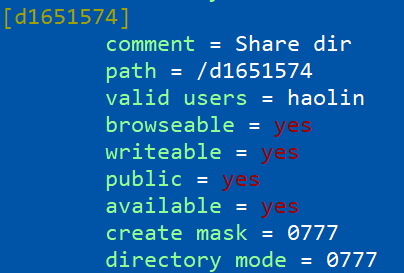 [d1651574]
comment = Share dir
path = /d1651574
valid users = haolin
browseable = yes
writeable = yes
public = yes
available = yes
create mask = 0777
directory mode = 0777